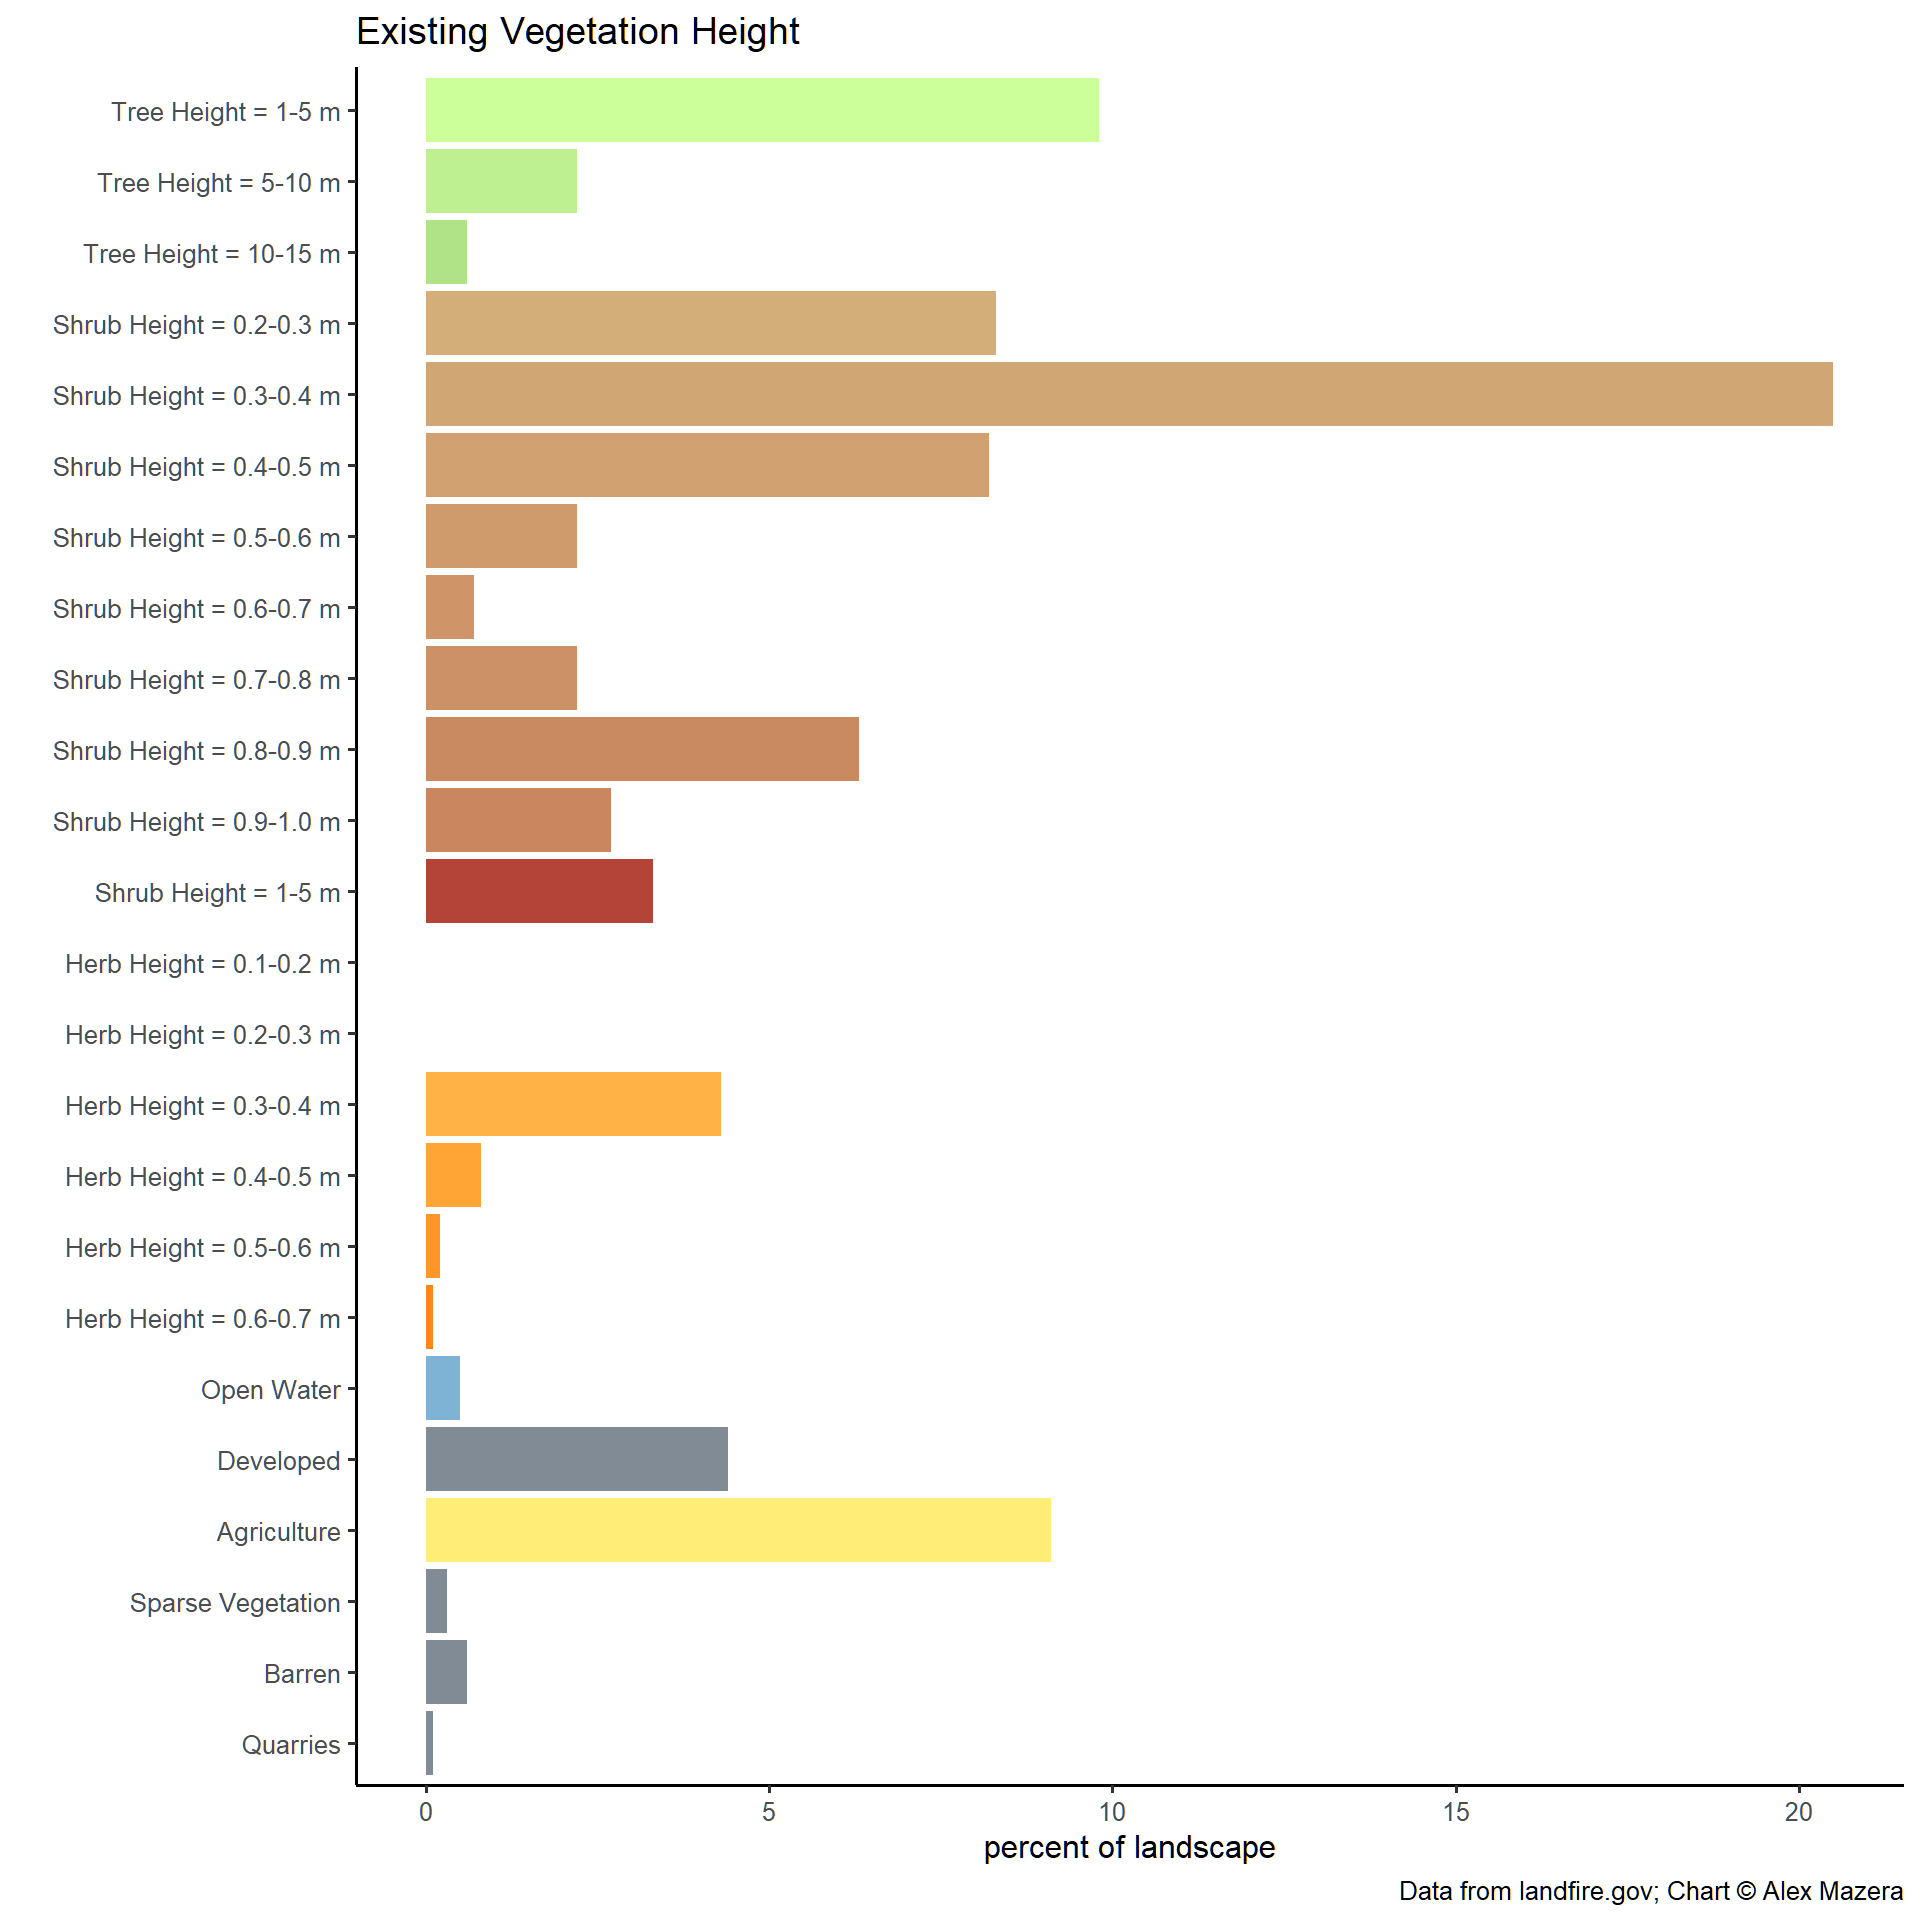 Existing Vegetation Height
Tree Height = 1-5 m
Tree Height = 5-10 m
Tree Height = 10-15 m
Shrub Height = 0.2-0.3 m
Shrub Height = 0.3-0.4 m
Shrub Height = 0.4-0.5 m
Shrub Height = 0.5-0.6 m
Shrub Height = 0.6-0.7 m
Shrub Height = 0.7-0.8 m
Shrub Height = 0.8-0.9 m
Shrub Height = 0.9-1.0 m
Shrub Height = 1-5 m
Herb Height = 0.1-0.2 m
Herb Height = 0.2-0.3 m
Herb Height = 0.3-0.4 m
Herb Height = 0.4-0.5 m
Herb Height = 0.5-0.6 m
Herb Height = 0.6-0.7 m
Open Water
Developed
Agriculture
Sparse Vegetation
Barren
Quarries
0 5 10 15 20
percent of landscape
Data from landfire.gov; Chart © Alex Mazera